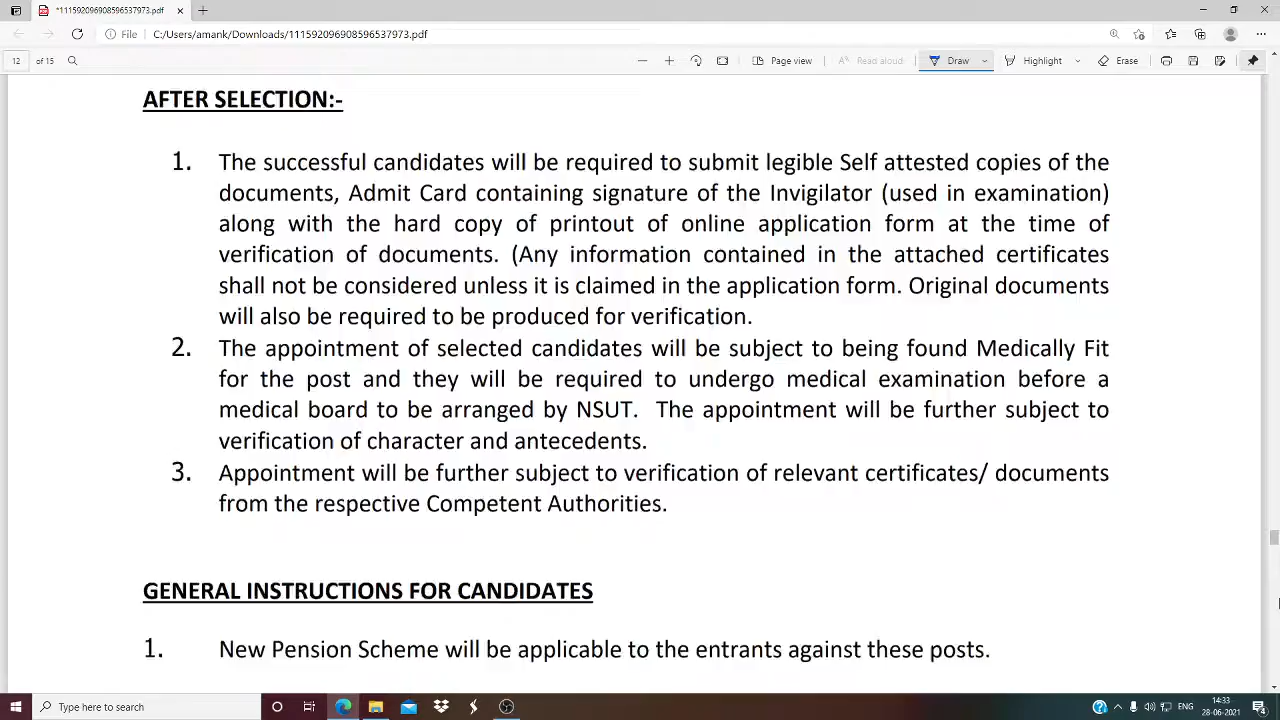 *111592096908596537973.pdf
File
C:/Users/amank/Downloads/111592096908596537973.pdf
12 of 15
Page view
Read aloud
Draw
Highlight
Erase
AFTER SELECTION:-
1. The successful candidates will be required to submit legible Self attested copies of the
documents, Admit Card containing signature of the Invigilator (used in examination)
along with the hard copy of printout of online application form at the time of
verification of documents. (Any information contained in the attached certificates
shall not be considered unless it is claimed in the application form. Original documents
will also be required to be produced for verification.
2. The appointment of selected candidates will be subject to being found Medically Fit
for the post and they will be required to undergo medical examination before a
medical board to be arranged by NSUT. The appointment will be further subject to
verification of character and antecedents.
3. Appointment will be further subject to verification of relevant certificates/ documents
from the respective Competent Authorities.
GENERAL INSTRUCTIONS FOR CANDIDATES
1. New Pension Scheme will be applicable to the entrants against these posts.
Type here to search
ENG
14:33
28-06-2021